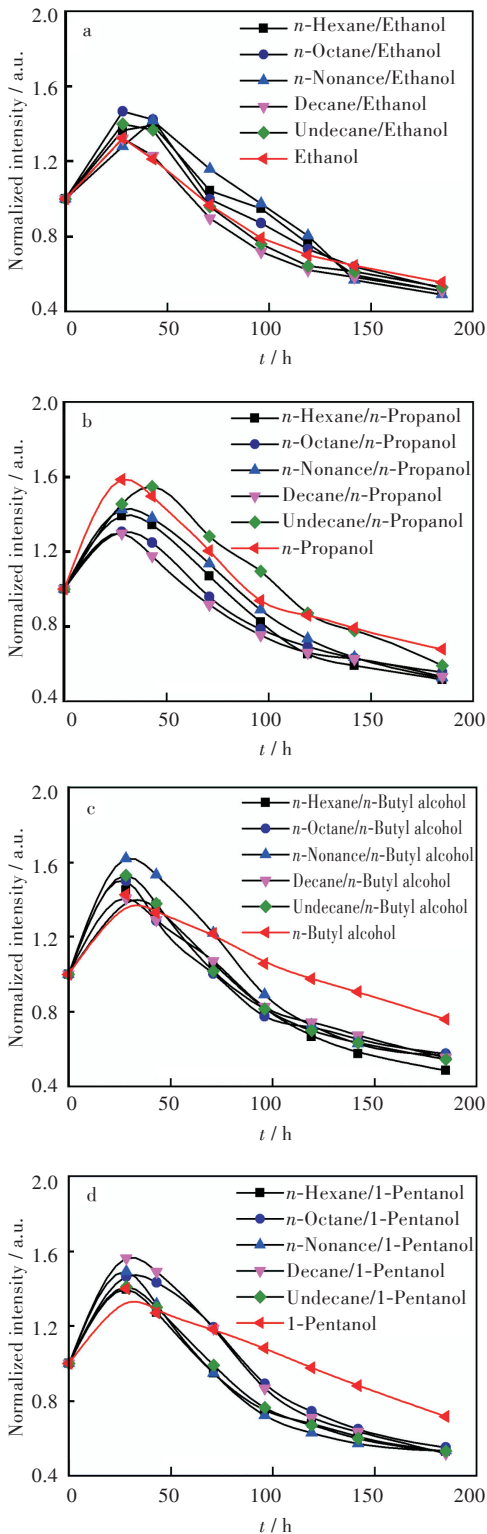 a
n-Hexane/Ethanol
n-Octane/Ethanol
n-Nonance/Ethanol
Decane/Ethanol
Undecane/Ethanol
Ethanol
2.0
1.6
1.2
0.8
0.4
Normalized intensity / a.u.
0 50 100 150 200
t / h
b
n-Hexane/n-Propanol
n-Octane/n-Propanol
n-Nonance/n-Propanol
Decane/n-Propanol
Undecane/n-Propanol
n-Propanol
2.0
1.6
1.2
0.8
0.4
Normalized intensity / a.u.
0 50 100 150 200
t / h
c
n-Hexane/n-Butyl alcohol
n-Octane/n-Butyl alcohol
n-Nonance/n-Butyl alcohol
Decane/n-Butyl alcohol
Undecane/n-Butyl alcohol
n-Butyl alcohol
2.0
1.6
1.2
0.8
0.4
Normalized intensity / a.u.
0 50 100 150 200
t / h
d
n-Hexane/1-Pentanol
n-Octane/1-Pentanol
n-Nonance/1-Pentanol
Decane/1-Pentanol
Undecane/1-Pentanol
1-Pentanol
2.0
1.6
1.2
0.8
0.4
Normalized intensity / a.u.
0 50 100 150 200
t / h